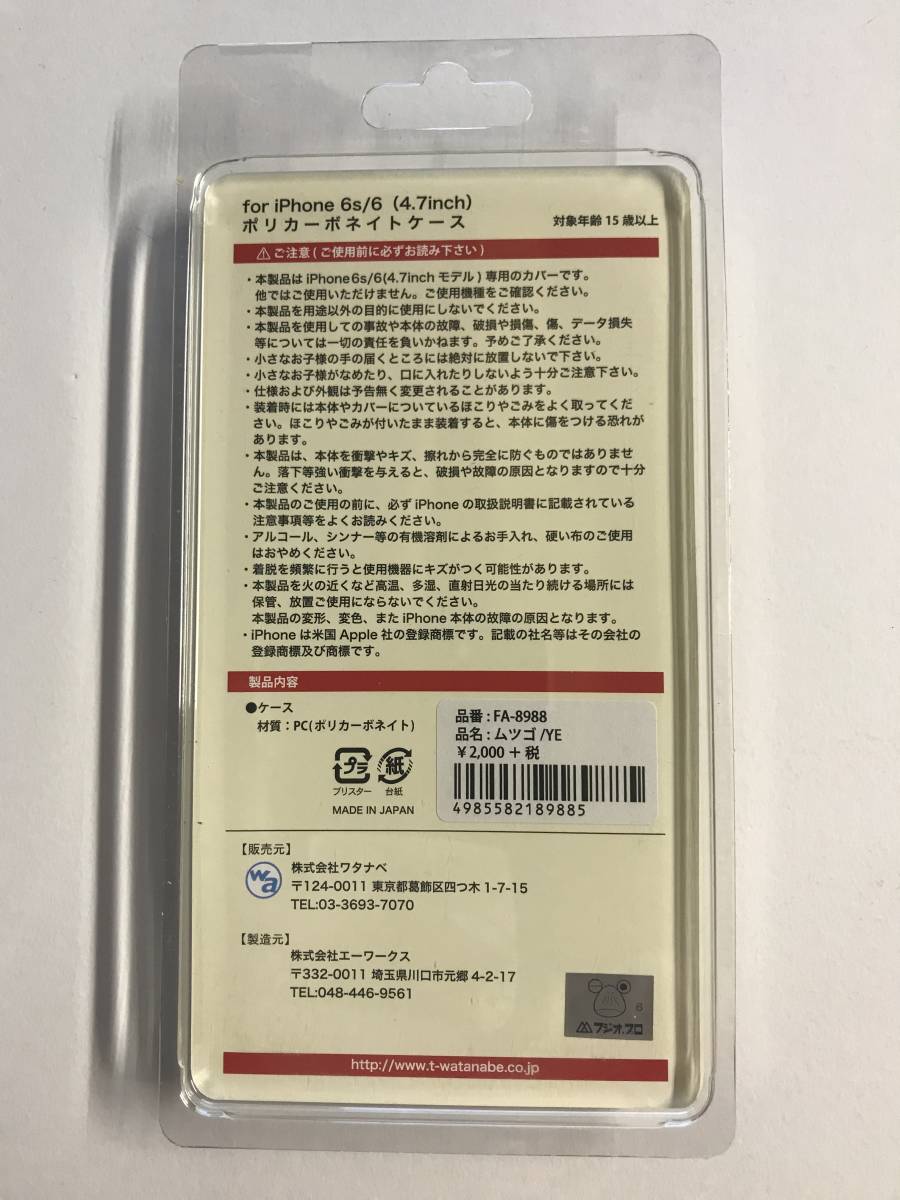 for iPhone 6s/6（4.7inch）
ポリカーボネイトケース
対象年齢 15 歳以上
⚠ ご注意 ( ご使用前に必ずお読み下さい )
・本製品は iPhone6s/6(4.7inch モデル ) 専用のカバーです。
他ではご使用いただけません。ご使用機種をご確認ください。
・本製品を用途以外の目的に使用にしないでください。
・本製品を使用しての事故や本体の故障、破損や損傷、傷、データ損失
等については一切の責任を負いかねます。予めご了承ください。
・小さなお子様の手の届くところには絶対に放置しないで下さい。
・小さなお子様がなめたり、口に入れたりしないよう十分ご注意下さい。
・仕様および外観は予告無く変更されることがあります。
・装着時には本体やカバーについているほこりやごみをよく取ってくだ
さい。ほこりやごみが付いたまま装着すると、本体に傷をつける恐れが
あります。
・本製品は、本体を衝撃やキズ、擦れから完全に防ぐものではありませ
ん。落下等強い衝撃を与えると、破損や故障の原因となりますので十分
ご注意ください。
・本製品のご使用の前に、必ず iPhone の取扱説明書に記載されている
注意事項等をよくお読みください。
・アルコール、シンナー等の有機溶剤によるお手入れ、硬い布のご使用
はおやめください。
・着脱を頻繁に行うと使用機器にキズがつく可能性があります。
・本製品を火の近くなど高温、多湿、直射日光の当たり続ける場所には
保管、放置ご使用にならないでください。
本製品の変形、変色、また iPhone 本体の故障の原因となります。
・iPhone は米国 Apple 社の登録商標です。記載の社名等はその会社の
登録商標及び商標です。
製品内容
●ケース
材質：PC(ポリカーボネイト)
プラ 紙
ブリスター 台紙
MADE IN JAPAN
品番 : FA-8988
品名 : ムツゴ /YE
￥2,000 + 税
4985582189885
【販売元】
wa
株式会社ワタナベ
〒124-0011 東京都葛飾区四つ木 1-7-15
TEL:03-3693-7070
【製造元】
株式会社エーワークス
〒332-0011 埼玉県川口市元郷 4-2-17
TEL:048-446-9561
6
フジオ、プロ
http://www.t-watanabe.co.jp